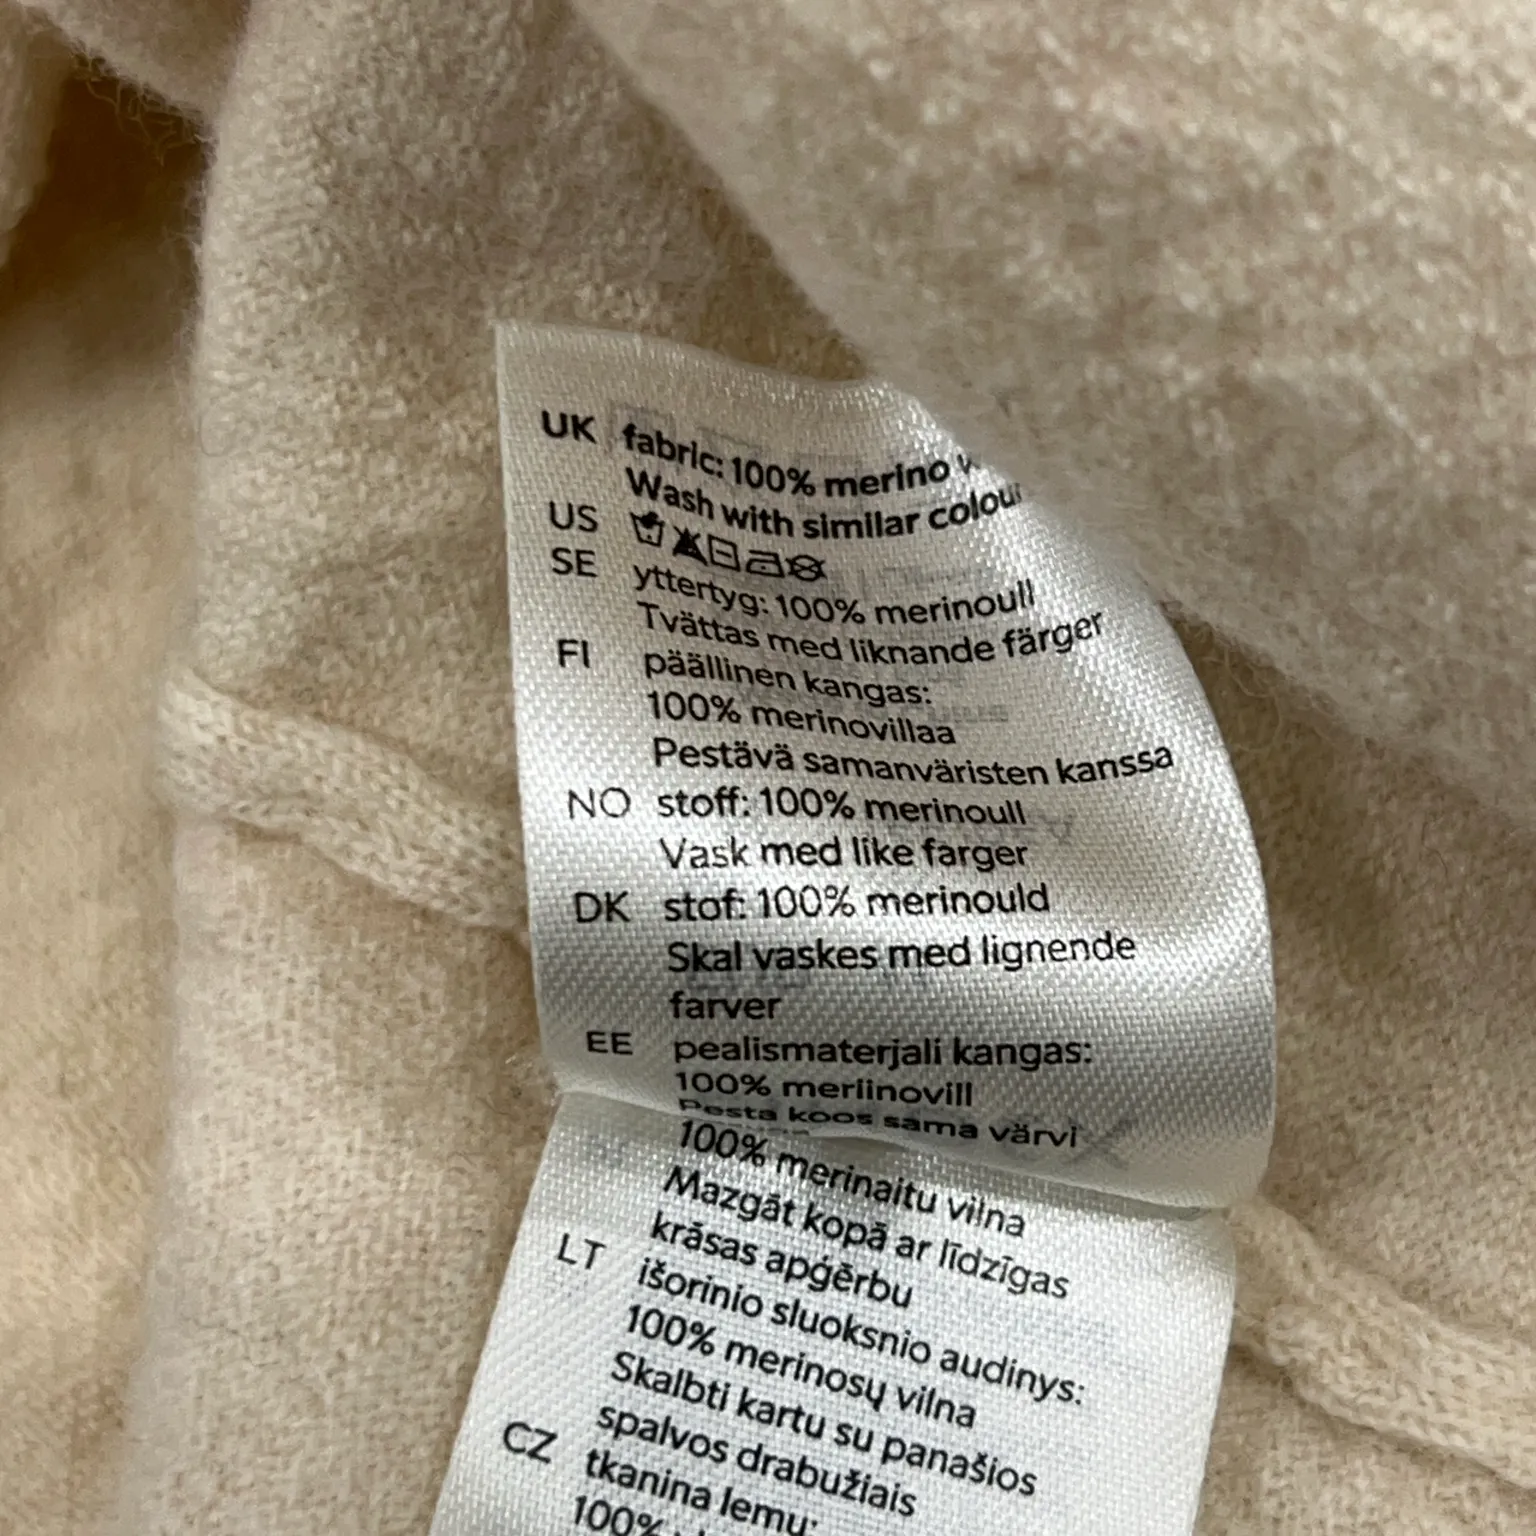 UK fabric: 100% merino
Wash with similar
US
SE yttertyg: 100% merinoull
Tvättas med liknande färger
FI päällinen kangas:
100% merinovillaa
Pestävä samanväristen kanssa
NO stoff: 100% merinoull
Vask med like farger
DK stof: 100% merinould
Skal vaskes med lignende
farver
EE pealismaterjali kangas:
100% meriinovill
Pesta koos sama värvi
100% merinaitu vilna
Mazgāt kopā ar līdzīgas
krāsas apģērbu
LT išorinio sluoksnio audinys:
100% merinosų vilna
Skalbti kartu su panašios
spalvos drabužiais
CZ tkanina lemu:
100%